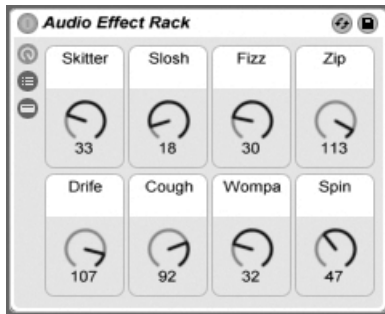 Audio Effect Rack
Skitter Slosh Fizz Zip
33 18 30 113
Drife Cough Wompa Spin
107 92 32 47